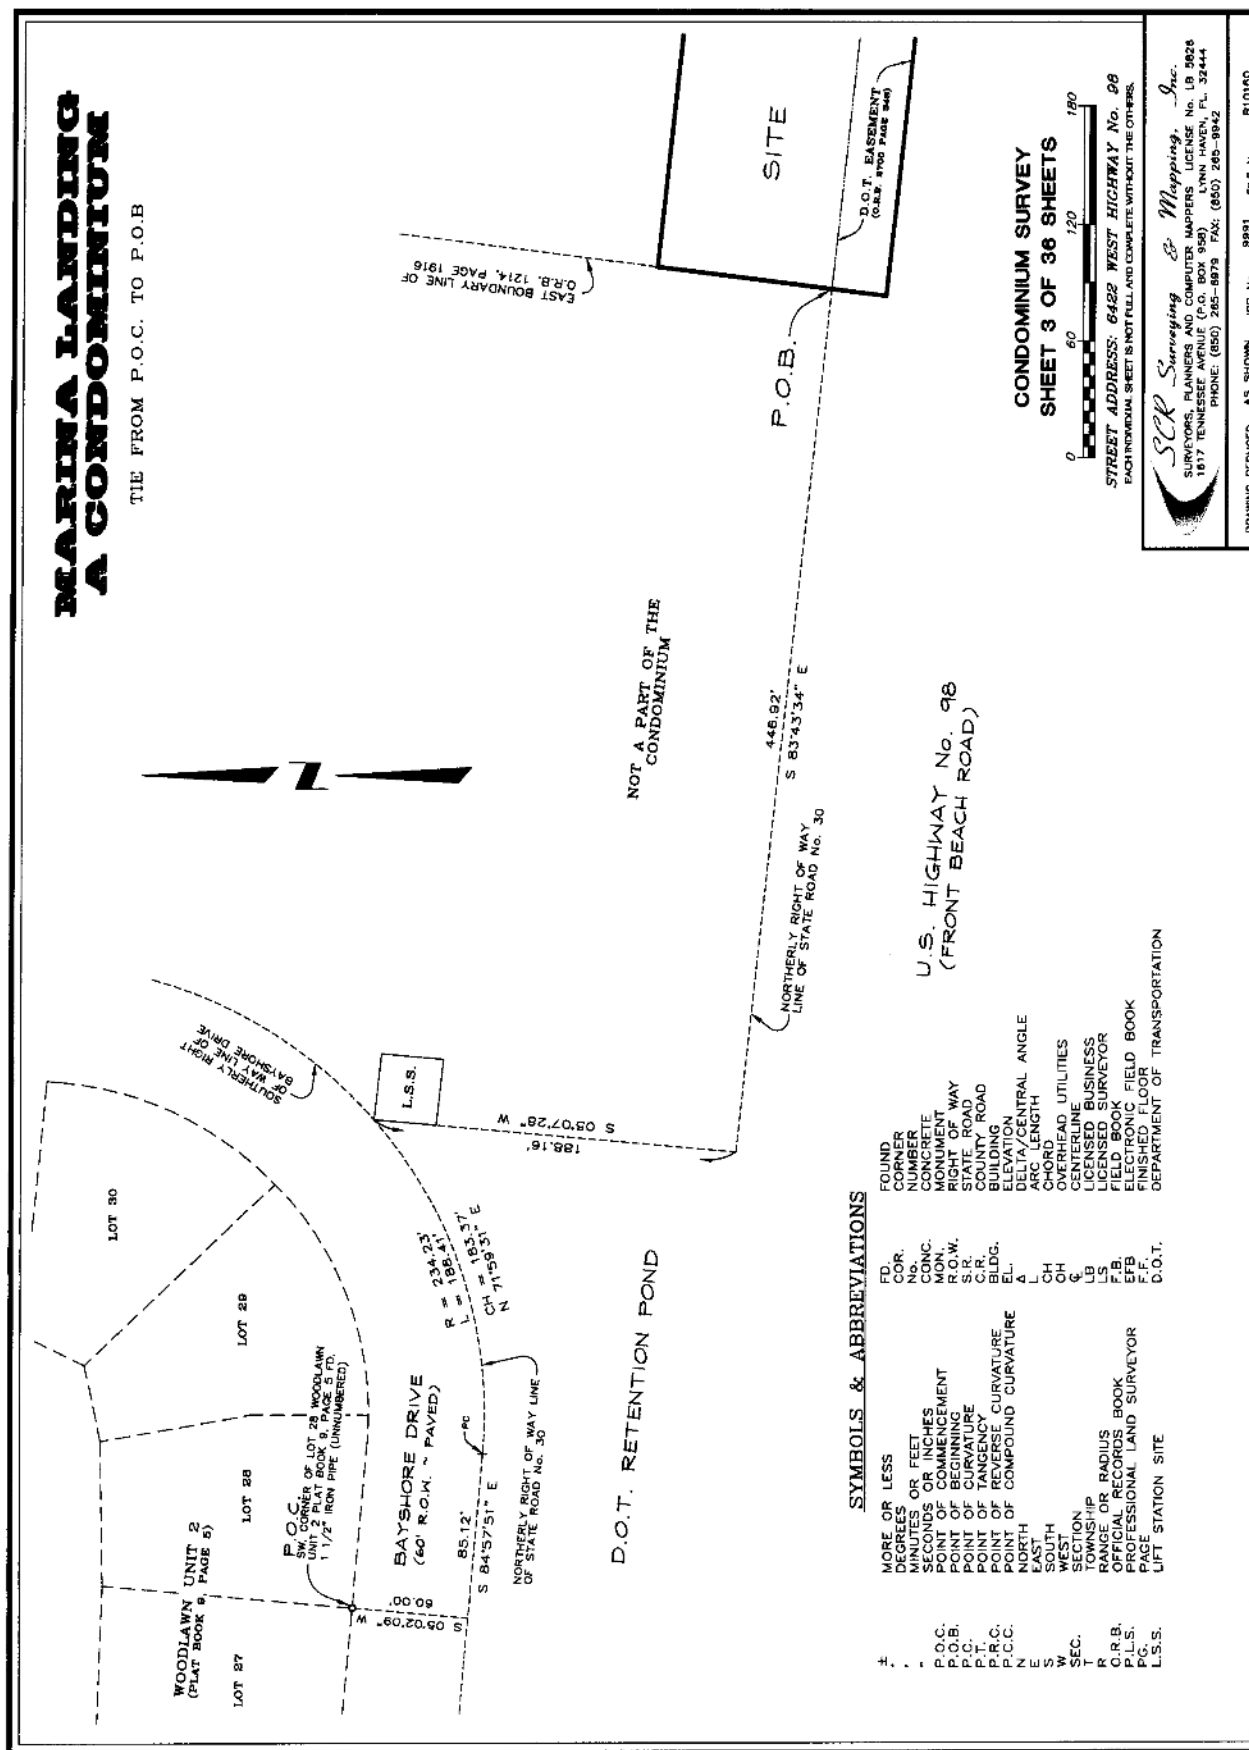 MARINA LANDING
A CONDOMINIUM
TIE FROM P.O.C. TO P.O.B
WOODLAWN UNIT 2
(PLAT BOOK 9, PAGE 5)
LOT 27
LOT 28
LOT 29
LOT 30
P.O.C.
SW. CORNER OF LOT 28 WOODLAWN
UNIT 2 PLAT BOOK 9, PAGE 5 FD.
1 1/2" IRON PIPE (UNNUMBERED)
BAYSHORE DRIVE
(60' R.O.W. ~ PAVED)
S 05°02'09" W
60.00'
85.12'
S 84°57'51" E
PC
NORTHERLY RIGHT OF WAY LINE
OF STATE ROAD No. 30
R = 234.23'
L = 188.41'
CH = 183.37'
N 71°59'31" E
SOUTHERLY RIGHT
OF WAY LINE OF
BAYSHORE DRIVE
L.S.S.
S 05°07'28" W
188.16'
D.O.T. RETENTION POND
NOT A PART OF THE
CONDOMINIUM
NORTHERLY RIGHT OF WAY
LINE OF STATE ROAD No. 30
448.92'
S 83°43'34" E
U.S. HIGHWAY No. 98
(FRONT BEACH ROAD)
EAST BOUNDARY LINE OF
O.R.B. 1214, PAGE 1916
P.O.B.
SITE
D.O.T. EASEMENT
SYMBOLS & ABBREVIATIONS
± MORE OR LESS
° DEGREES
' MINUTES OR FEET
" SECONDS OR INCHES
P.O.C. POINT OF COMMENCEMENT
P.O.B. POINT OF BEGINNING
P.C. POINT OF CURVATURE
P.T. POINT OF TANGENCY
P.R.C. POINT OF REVERSE CURVATURE
P.C.C. POINT OF COMPOUND CURVATURE
N NORTH
E EAST
S SOUTH
W WEST
SEC. SECTION
T TOWNSHIP
R RANGE OR RADIUS
O.R.B. OFFICIAL RECORDS BOOK
P.L.S. PROFESSIONAL LAND SURVEYOR
PG. PAGE
L.S.S. LIFT STATION SITE
FD. FOUND
COR. CORNER
No. NUMBER
CONC. CONCRETE
MON. MONUMENT
R.O.W. RIGHT OF WAY
S.R. STATE ROAD
C.R. COUNTY ROAD
BLDG. BUILDING
EL. ELEVATION
Δ DELTA/CENTRAL ANGLE
L ARC LENGTH
CH CHORD
OH OVERHEAD UTILITIES
℄ CENTERLINE
LB LICENSED BUSINESS
LS LICENSED SURVEYOR
F.B. FIELD BOOK
EFB ELECTRONIC FIELD BOOK
F.F. FINISHED FLOOR
D.O.T. DEPARTMENT OF TRANSPORTATION
CONDOMINIUM SURVEY
SHEET 3 OF 36 SHEETS
0 60 120 180
STREET ADDRESS: 6422 WEST HIGHWAY No. 98
EACH INDIVIDUAL SHEET IS NOT FULL AND COMPLETE WITHOUT THE OTHERS.
SCR Surveying & Mapping, Inc.
SURVEYORS, PLANNERS AND COMPUTER MAPPERS LICENSE No. LB 5828
1817 TENNESSEE AVENUE (P.O. BOX 958) LYNN HAVEN, FL. 32444
PHONE: (850) 265-8979 FAX: (850) 265-9942